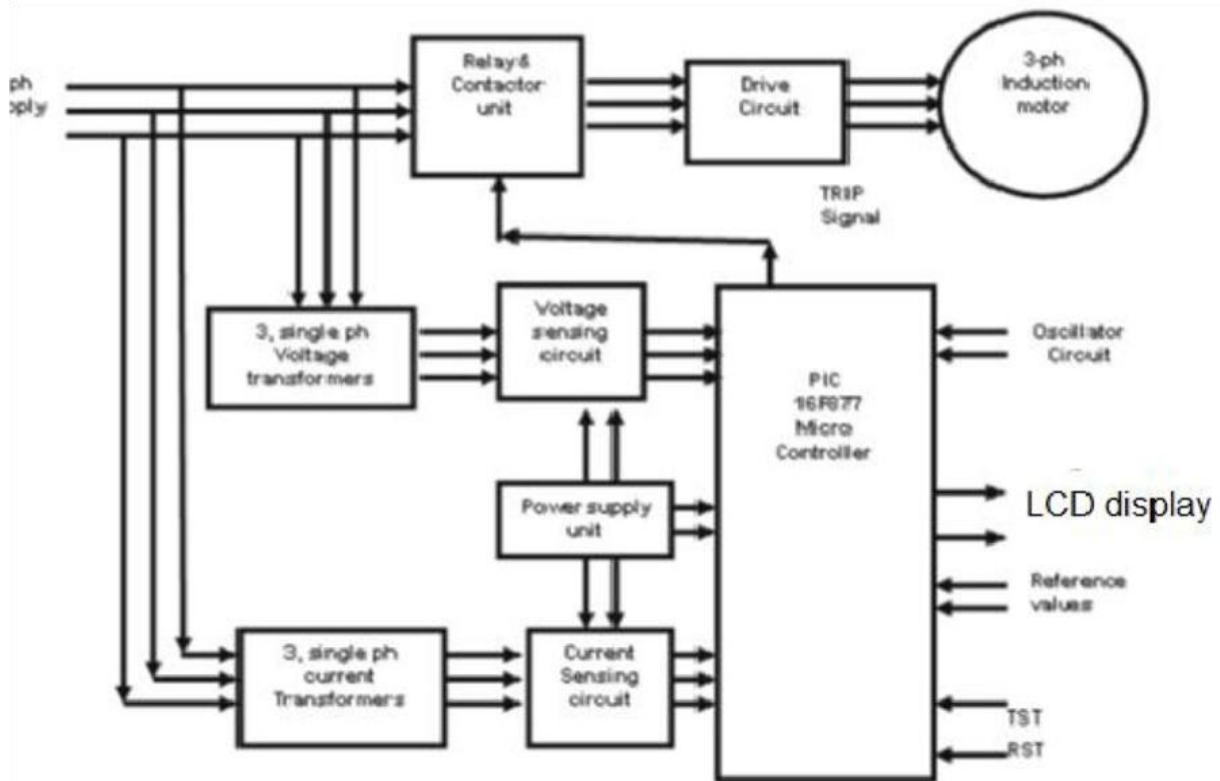 ph
pply
Relay&
Contactor
unit
Drive
Circuit
3-ph
Induction
motor
TRIP
Signal
3, single ph
Voltage
transformers
Voltage
sensing
circuit
Oscillator
Circuit
PIC
16F877
Micro
Controller
Power supply
unit
LCD display
Reference
values
3, single ph
current
Transformers
Current
Sensing
circuit
TST
RST